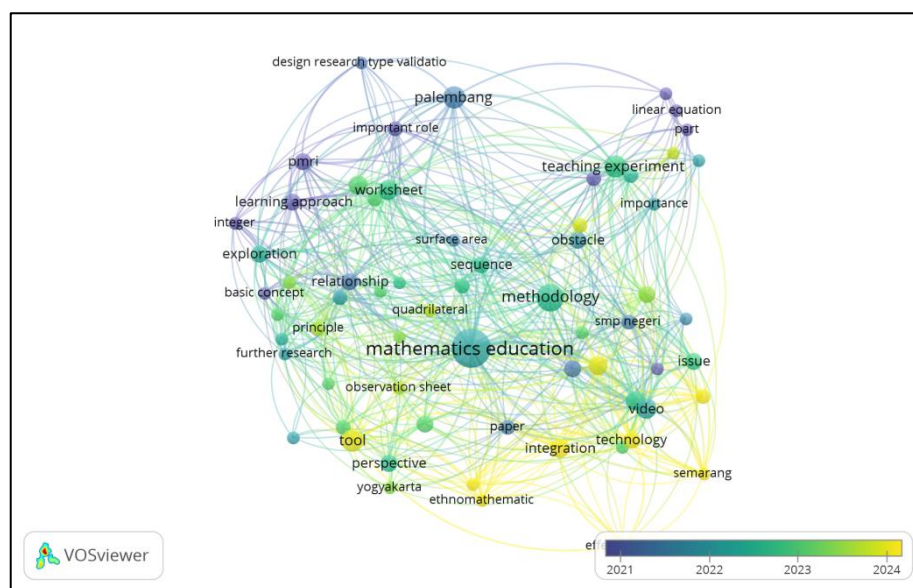 design research type validatio
palembang
linear equation
important role
part
pmri
teaching experiment
worksheet
learning approach
importance
integer
surface area
obstacle
exploration
sequence
relationship
basic concept
methodology
quadrilateral
smp negeri
principle
mathematics education
further research
issue
observation sheet
video
paper
tool
technology
integration
perspective
semarang
yogyakarta
ethnomathematic
effe
VOSviewer
2021 2022 2023 2024